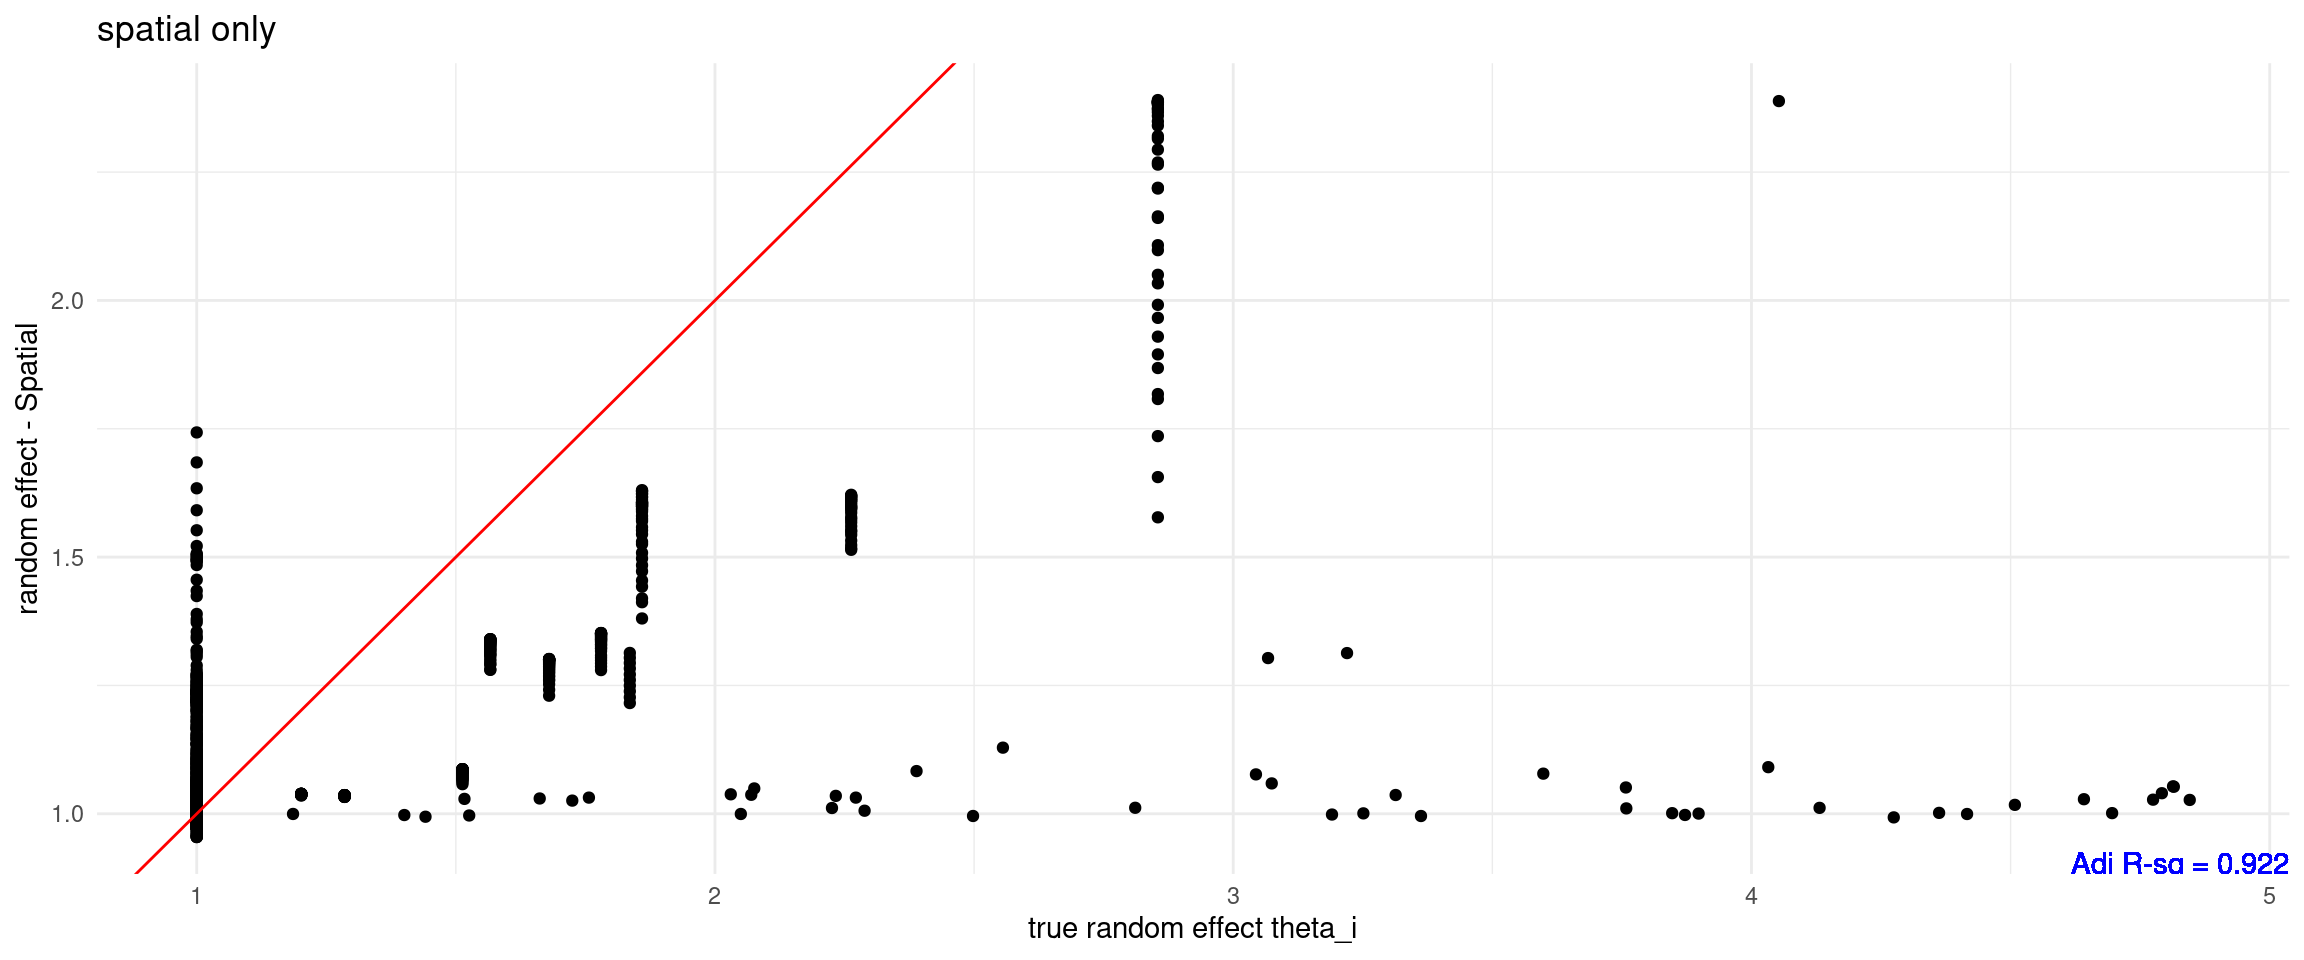 spatial only
random effect - Spatial
2.0
1.5
1.0
Adj R-sq = 0.922
1 2 3 4 5
true random effect theta_i